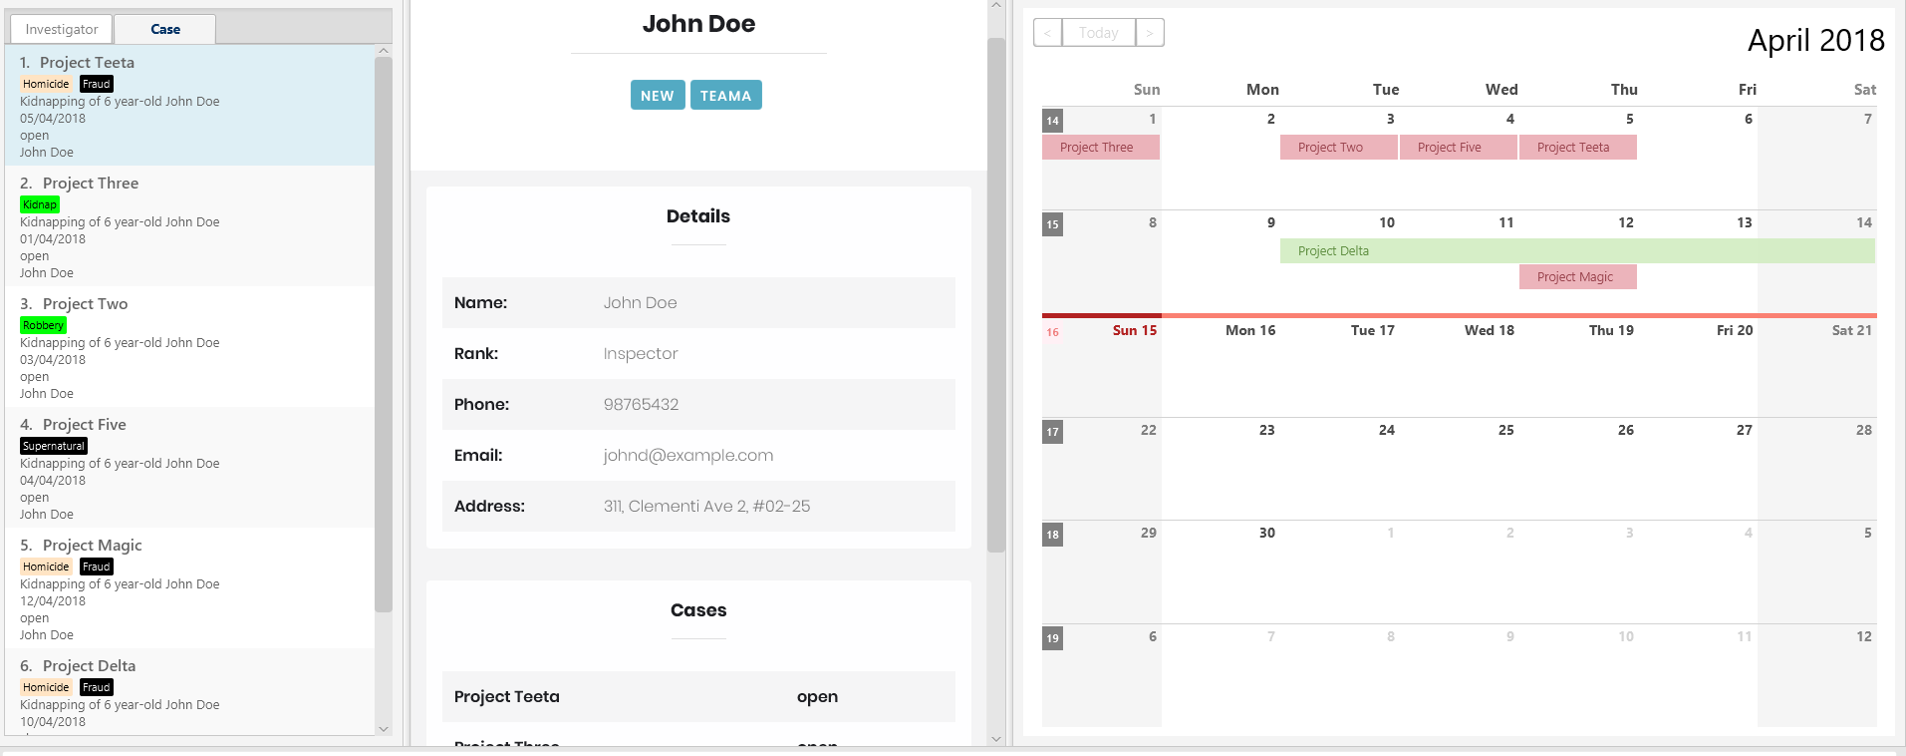 Investigator
Case
1. Project Teeta
Homicide Fraud
Kidnapping of 6 year-old John Doe
05/04/2018
open
John Doe
2. Project Three
Kidnap
Kidnapping of 6 year-old John Doe
01/04/2018
open
John Doe
3. Project Two
Robbery
Kidnapping of 6 year-old John Doe
03/04/2018
open
John Doe
4. Project Five
Supernatural
Kidnapping of 6 year-old John Doe
04/04/2018
open
John Doe
5. Project Magic
Homicide Fraud
Kidnapping of 6 year-old John Doe
12/04/2018
open
John Doe
6. Project Delta
Homicide Fraud
Kidnapping of 6 year-old John Doe
10/04/2018
John Doe
NEW TEAMA
Details
Name: John Doe
Rank: Inspector
Phone: 98765432
Email: johnd@example.com
Address: 311, Clementi Ave 2, #02-25
Cases
Project Teeta open
Project Three open
< Today >
April 2018
Sun Mon Tue Wed Thu Fri Sat
14 1 2 3 4 5 6 7
Project Three Project Two Project Five Project Teeta
15 8 9 10 11 12 13 14
Project Delta
Project Magic
16 Sun 15 Mon 16 Tue 17 Wed 18 Thu 19 Fri 20 Sat 21
17 22 23 24 25 26 27 28
18 29 30 1 2 3 4 5
19 6 7 8 9 10 11 12